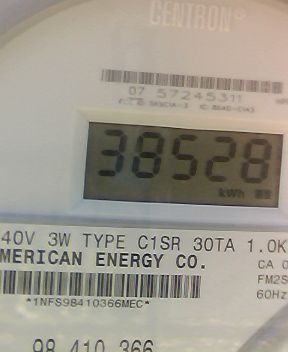 CENTRON®
07 57245311
38528
kWh
40V 3W TYPE C1SR 30TA 1.0K
MERICAN ENERGY CO.
CA 0
FM2S
60Hz
*1NFS98410366MEC*
98 410 366